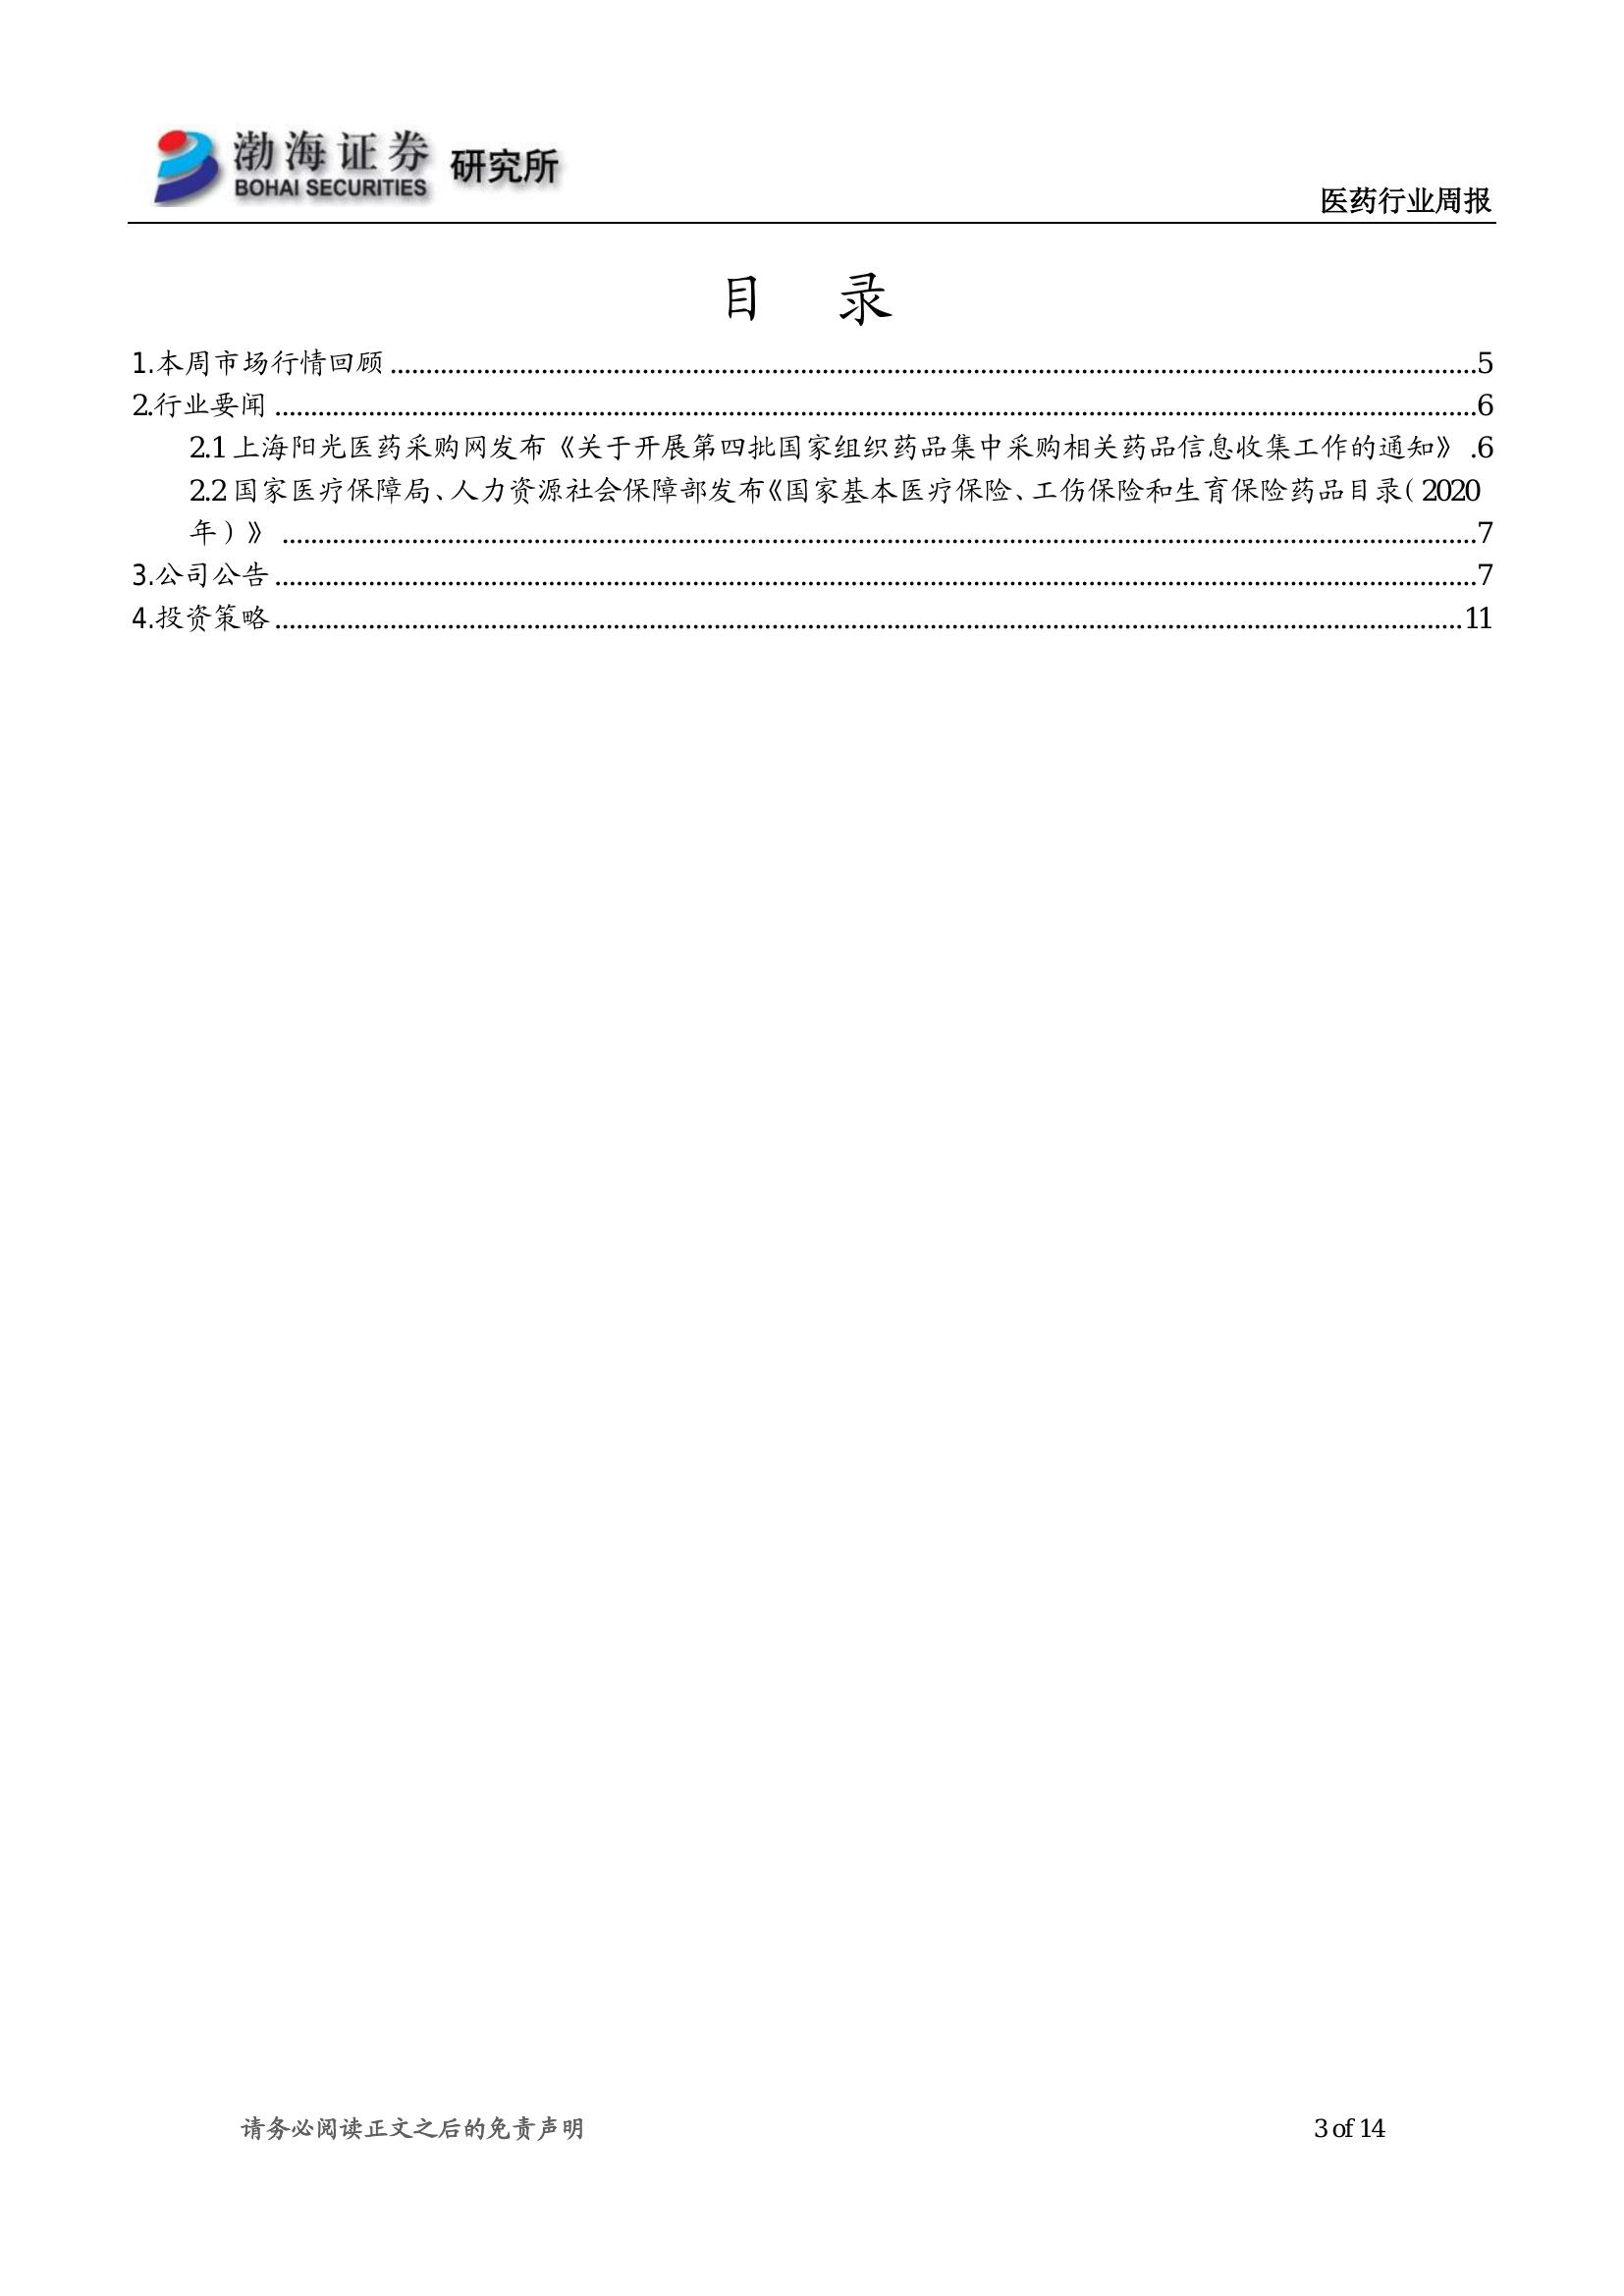 渤海证券 研究所
BOHAI SECURITIES
医药行业周报
目 录
1.本周市场行情回顾 ........................................................ 5
2.行业要闻 ........................................................ 6
2.1 上海阳光医药采购网发布《关于开展第四批国家组织药品集中采购相关药品信息收集工作的通知》 .6
2.2 国家医疗保障局、人力资源社会保障部发布《国家基本医疗保险、工伤保险和生育保险药品目录（2020
年）》 ........................................................ 7
3.公司公告 ........................................................ 7
4.投资策略 ........................................................ 11
请务必阅读正文之后的免责声明 3 of 14